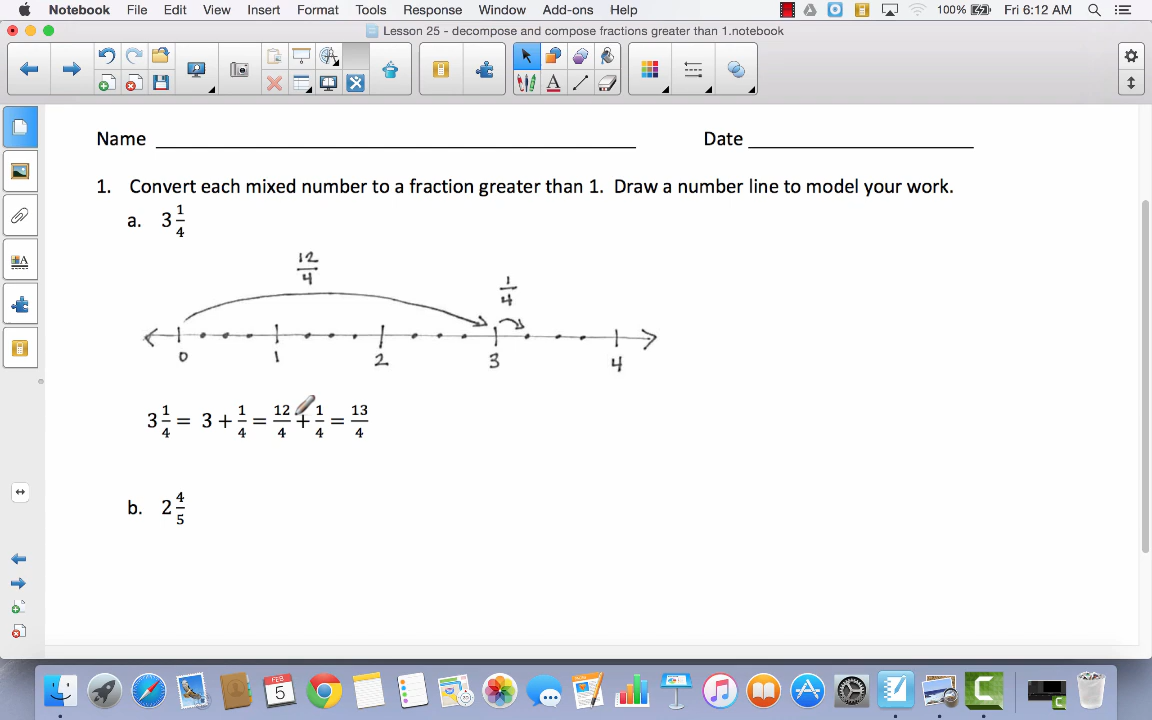 Notebook File Edit View Insert Format Tools Response Window Add-ons Help 100% Fri 6:12 AM
Lesson 25 - decompose and compose fractions greater than 1.notebook
Name Date
1. Convert each mixed number to a fraction greater than 1. Draw a number line to model your work.
a. 3 1/4
12/4
1/4
0 1 2 3 4
3 1/4 = 3 + 1/4 = 12/4 + 1/4 = 13/4
b. 2 4/5
FEB
5